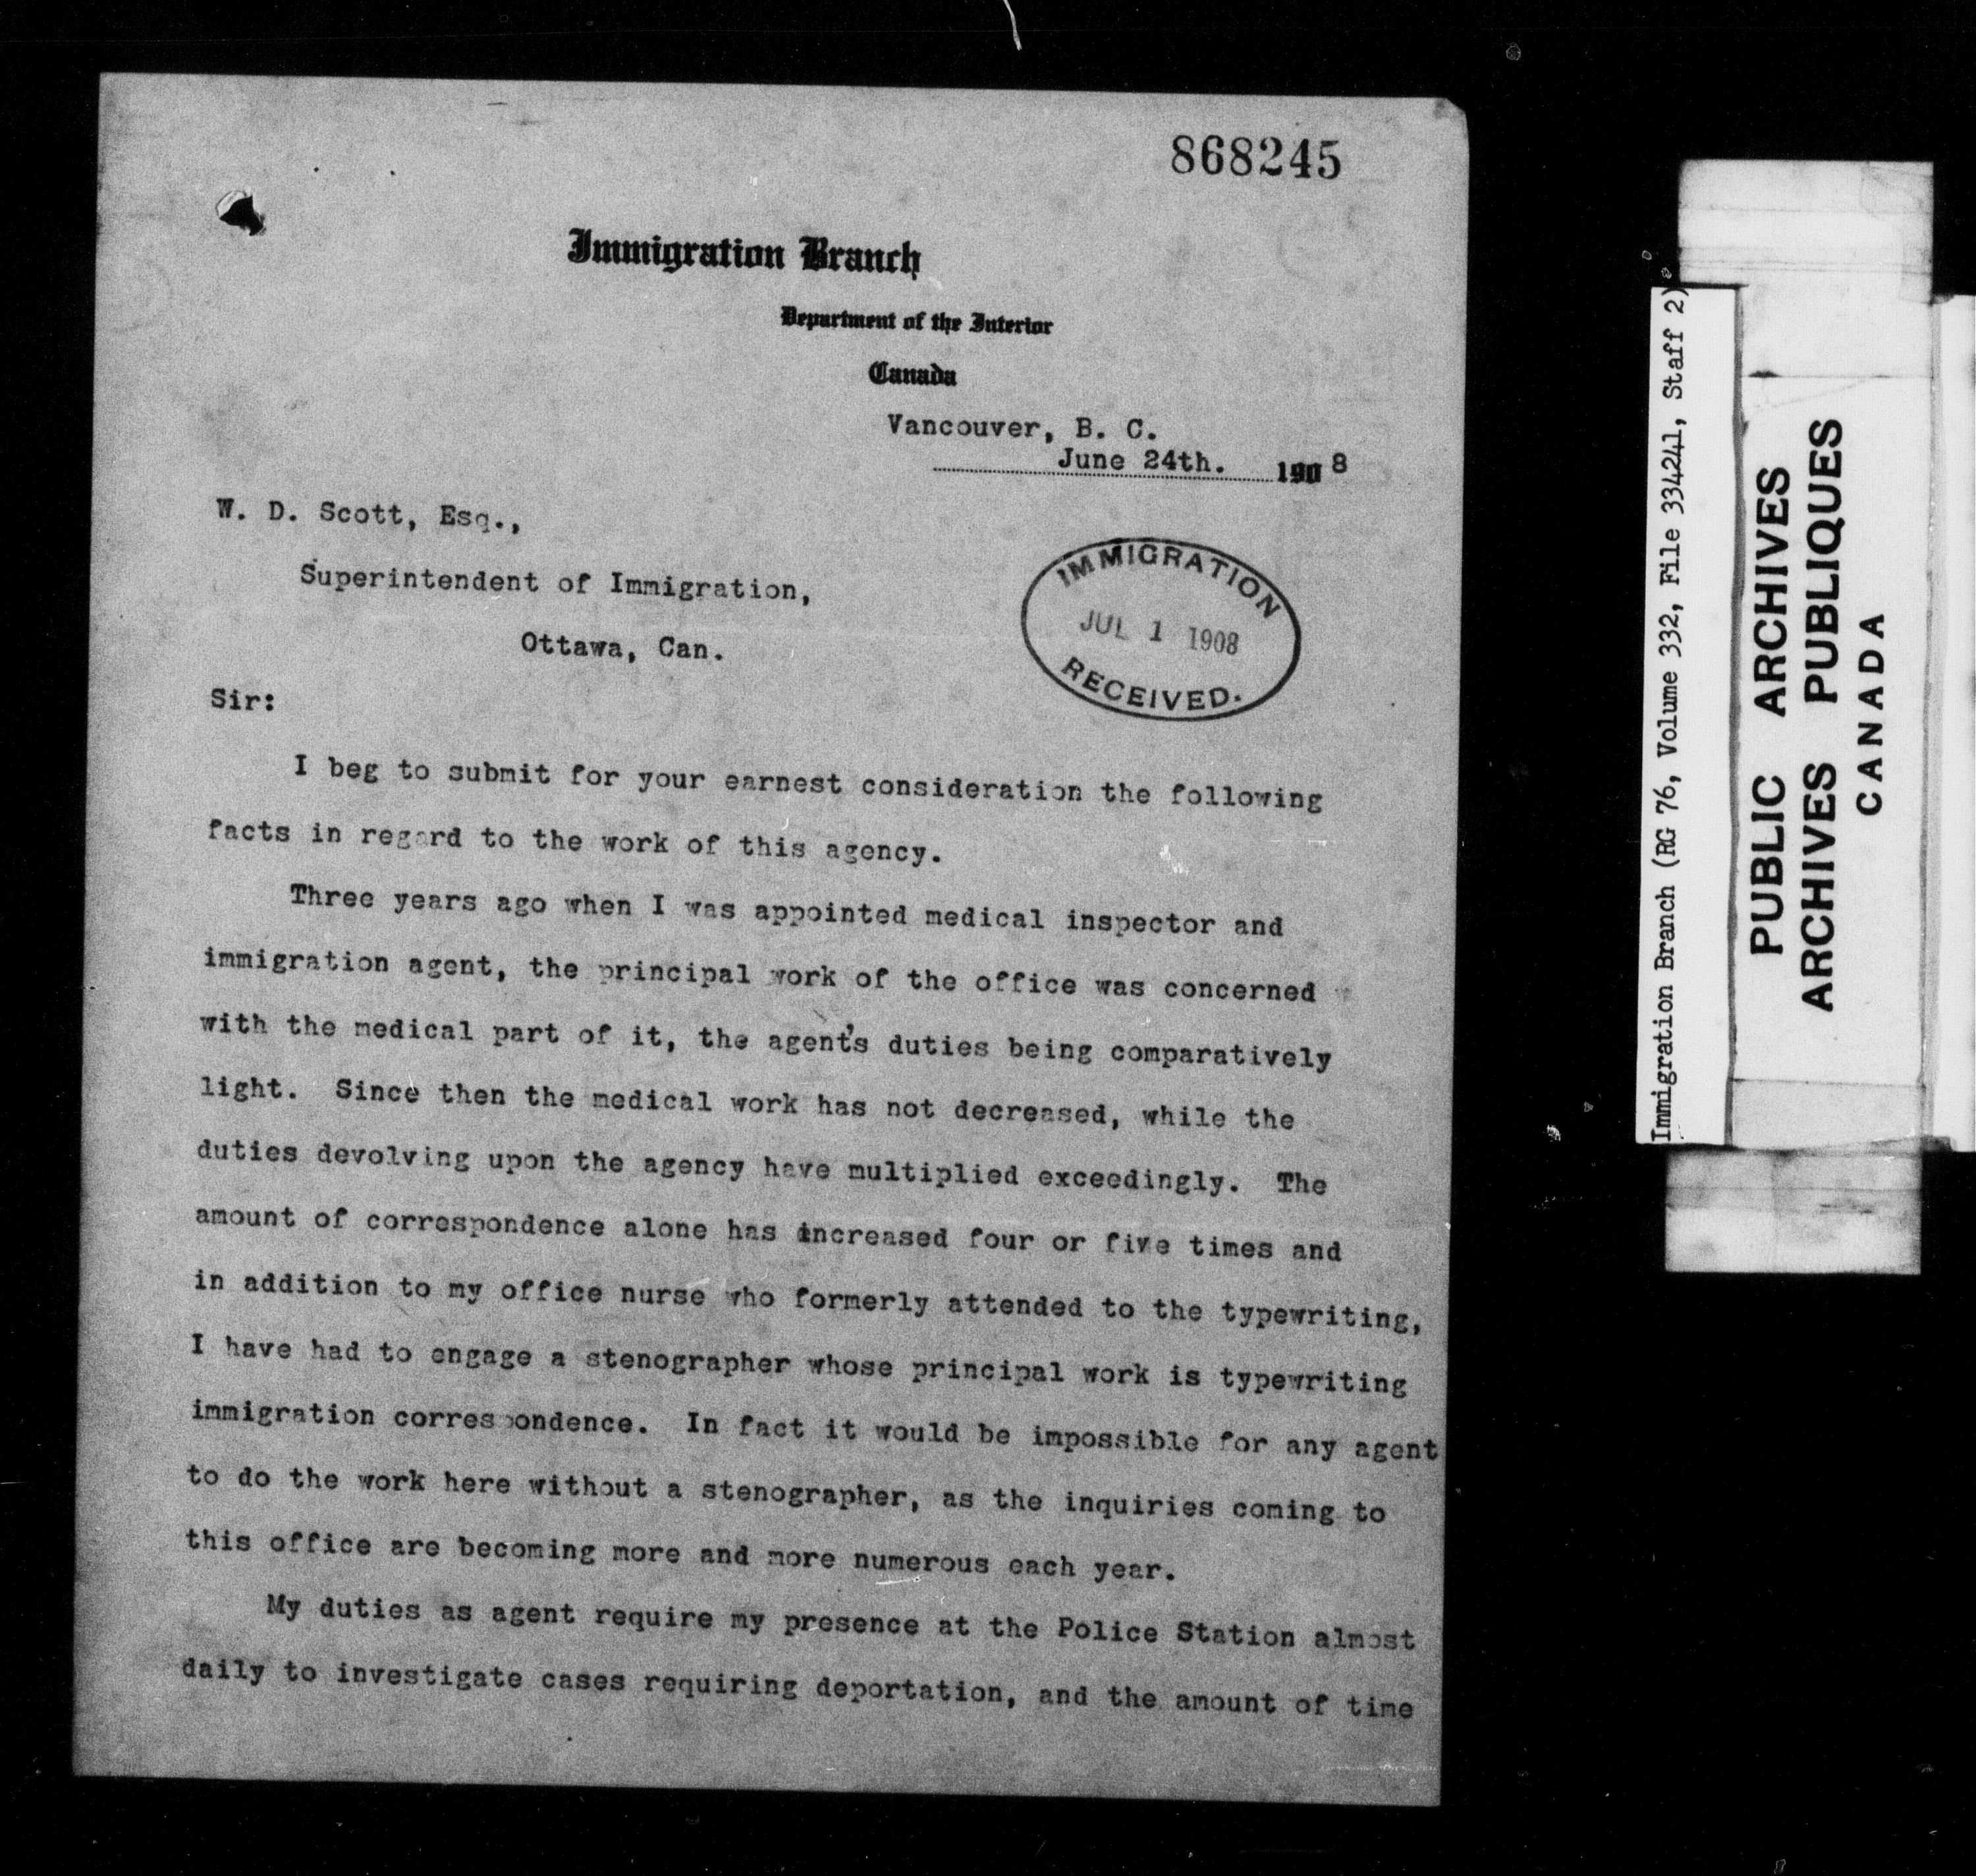 868245
Immigration Branch
Department of the Interior
Canada
Vancouver, B. C.
June 24th. 1908
W. D. Scott, Esq.,
Superintendent of Immigration,
Ottawa, Can.
IMMIGRATION
JUL 1 1908
RECEIVED.
Sir:
I beg to submit for your earnest consideration the following
facts in regard to the work of this agency.
Three years ago when I was appointed medical inspector and
immigration agent, the principal work of the office was concerned
with the medical part of it, the agent's duties being comparatively
light. Since then the medical work has not decreased, while the
duties devolving upon the agency have multiplied exceedingly. The
amount of correspondence alone has increased four or five times and
in addition to my office nurse who formerly attended to the typewriting,
I have had to engage a stenographer whose principal work is typewriting
immigration correspondence. In fact it would be impossible for any agent
to do the work here without a stenographer, as the inquiries coming to
this office are becoming more and more numerous each year.
My duties as agent require my presence at the Police Station almost
daily to investigate cases requiring deportation, and the amount of time
Immigration Branch (RG 76, Volume 332, File 334241, Staff 2)
PUBLIC ARCHIVES
ARCHIVES PUBLIQUES
CANADA